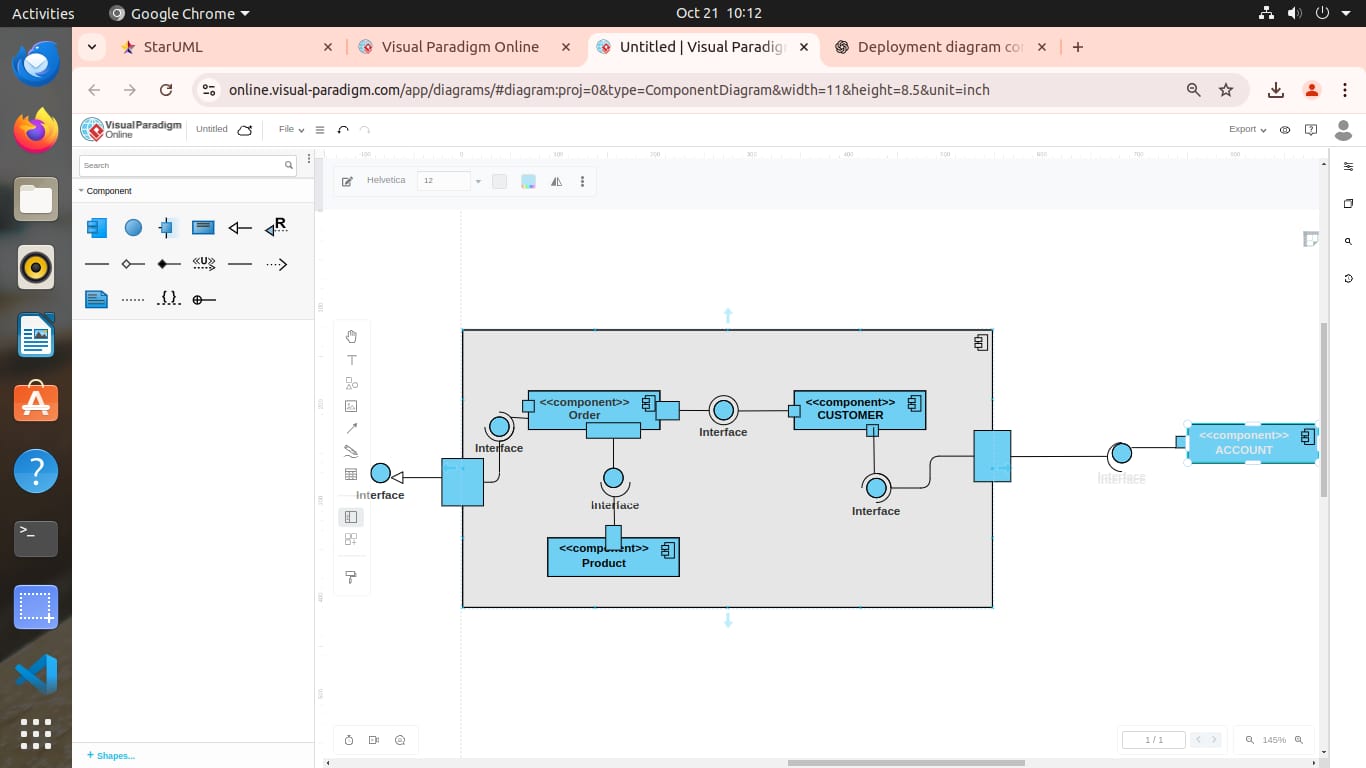 Activities
Google Chrome
Oct 21 10:12
StarUML
Visual Paradigm Online
Untitled | Visual Paradig
Deployment diagram co
online.visual-paradigm.com/app/diagrams/#diagram:proj=0&type=ComponentDiagram&width=11&height=8.5&unit=inch
VisualParadigm
Online
Untitled
File
Export
Search
Component
R
<<U>>
{}
Helvetica
12
<<component>>
Order
<<component>>
CUSTOMER
Interface
Interface
Interface
Interface
Interface
<<component>>
Product
Interface
<<component>>
ACCOUNT
+ Shapes...
1 / 1
145%